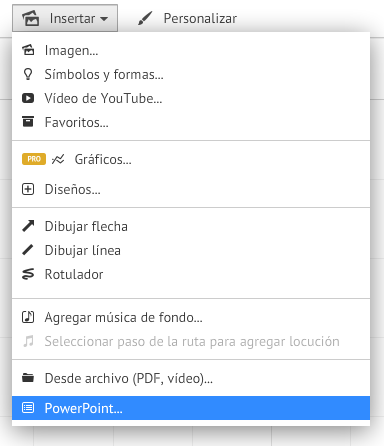 Insertar Personalizar
Imagen...
Símbolos y formas...
Vídeo de YouTube...
Favoritos...
PRO Gráficos...
Diseños...
Dibujar flecha
Dibujar línea
Rotulador
Agregar música de fondo...
Seleccionar paso de la ruta para agregar locución
Desde archivo (PDF, vídeo)...
PowerPoint...